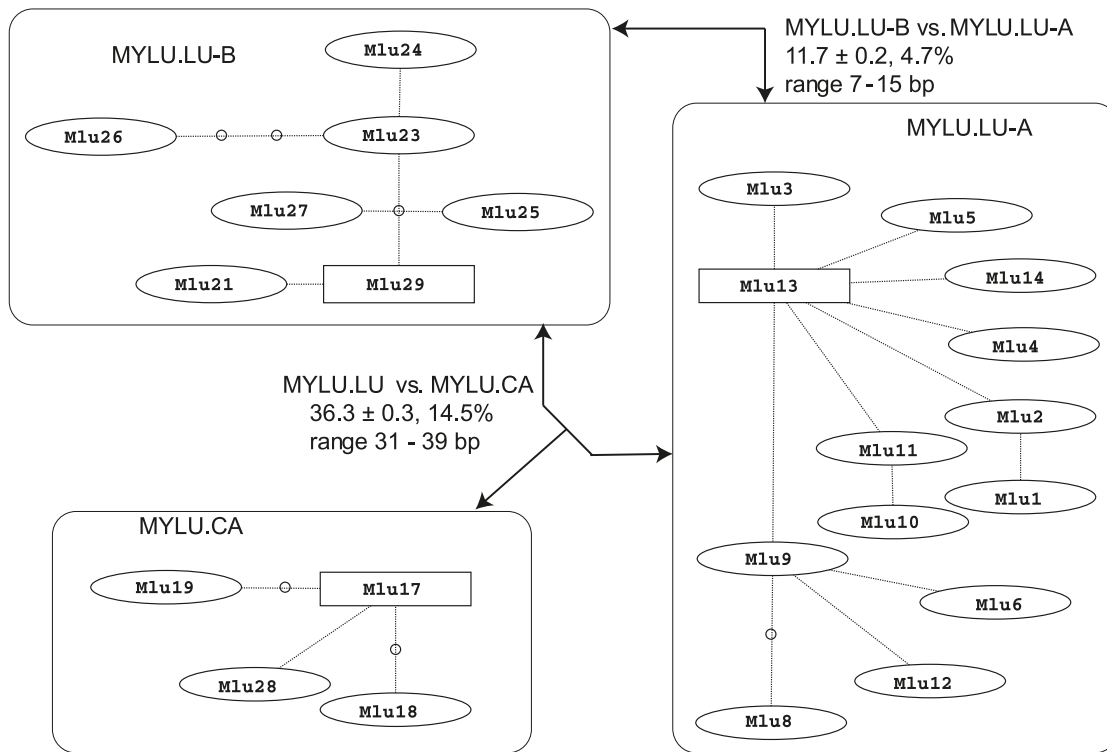 MYLU.LU-B
Mlu24
Mlu26
Mlu23
Mlu27
Mlu25
Mlu21
Mlu29
MYLU.LU-B vs. MYLU.LU-A
11.7 ± 0.2, 4.7%
range 7 - 15 bp
MYLU.LU-A
Mlu3
Mlu5
Mlu13
Mlu14
Mlu4
Mlu2
Mlu11
Mlu1
Mlu10
Mlu9
Mlu6
Mlu12
Mlu8
MYLU.LU vs. MYLU.CA
36.3 ± 0.3, 14.5%
range 31 - 39 bp
MYLU.CA
Mlu19
Mlu17
Mlu28
Mlu18